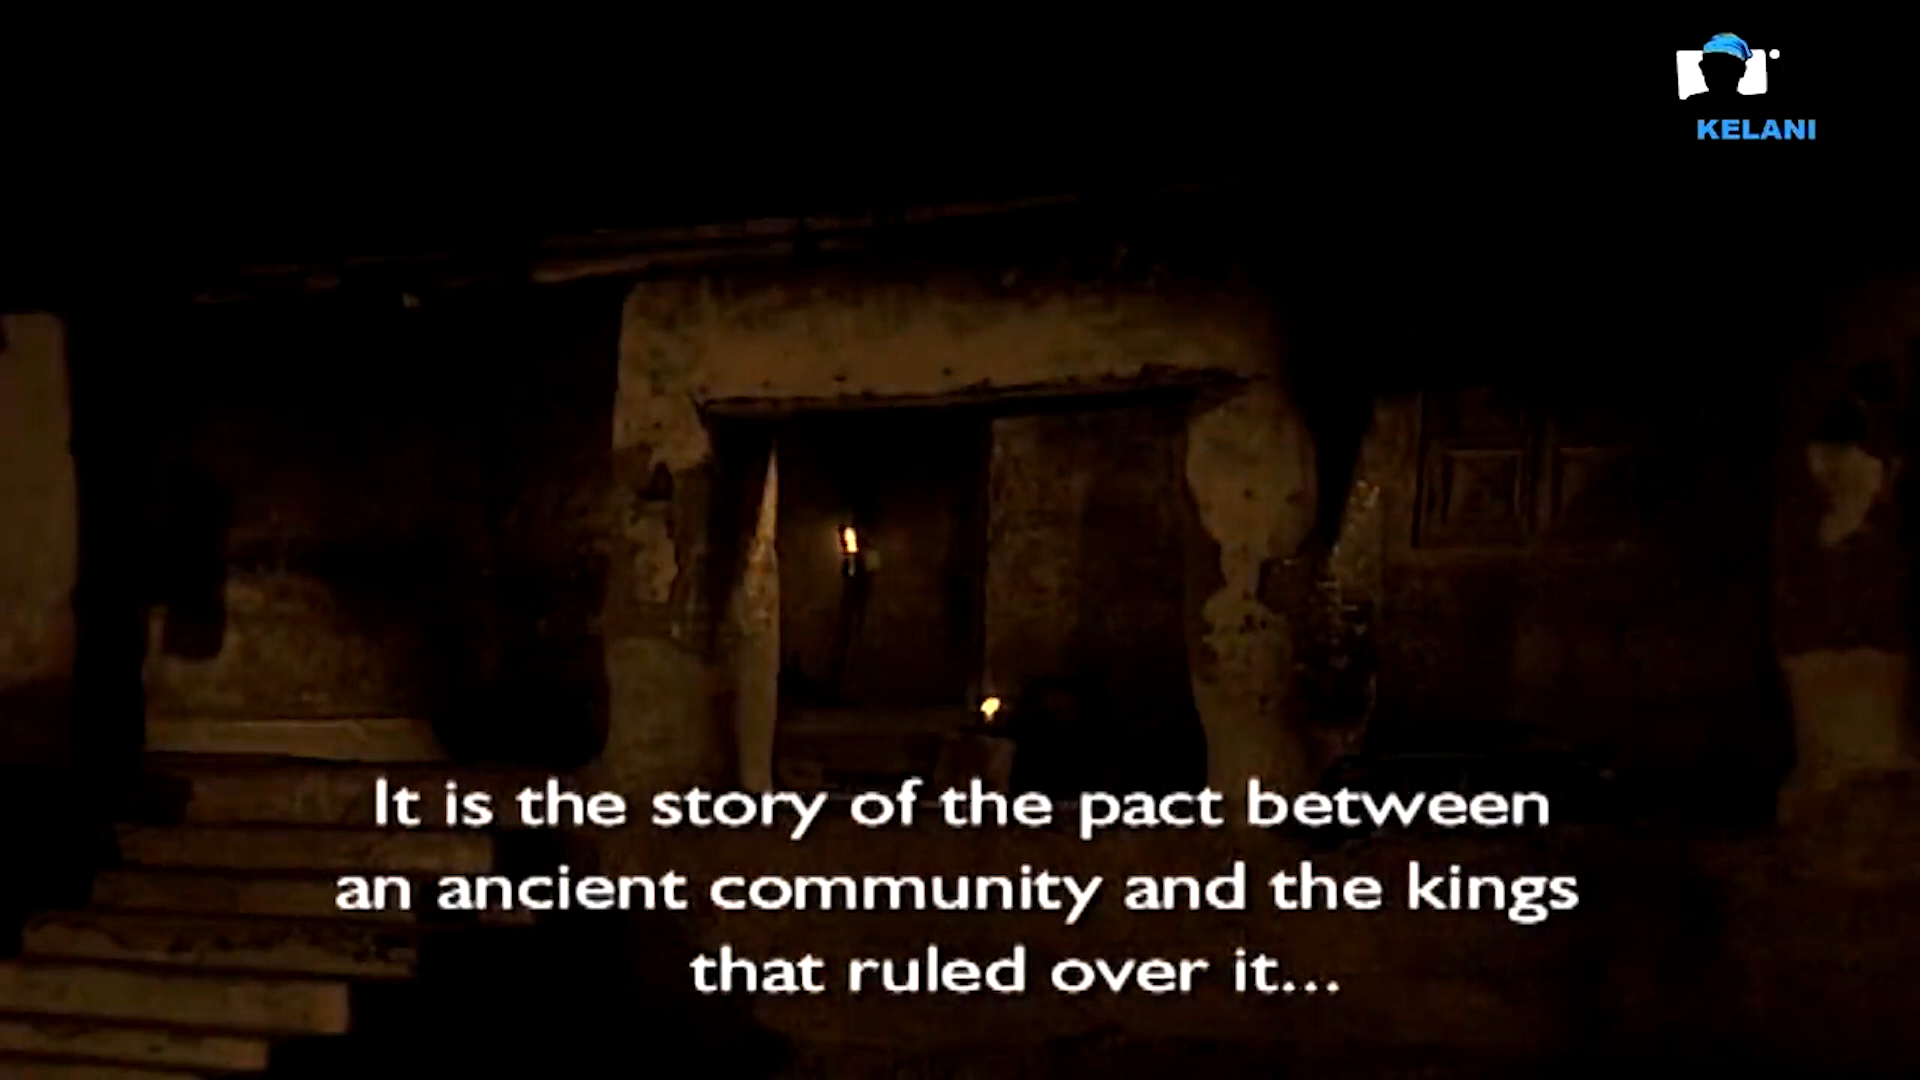 KELANI
It is the story of the pact between
an ancient community and the kings
that ruled over it...